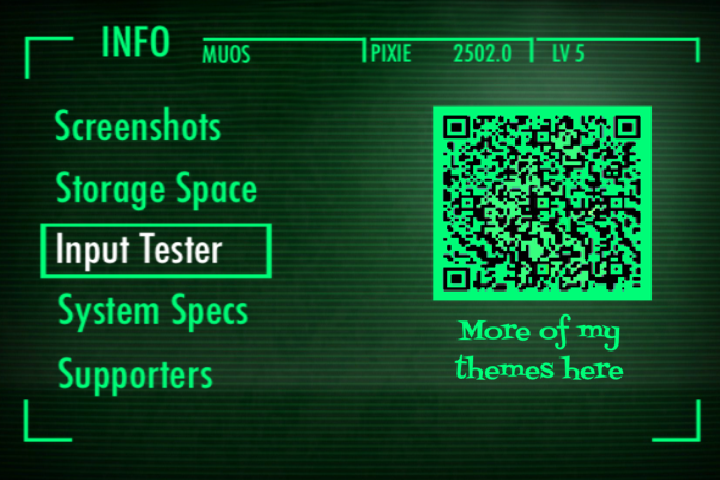 INFO MUOS PIXIE 2502.0 LV 5
Screenshots
Storage Space
Input Tester
System Specs
Supporters
More of my
themes here